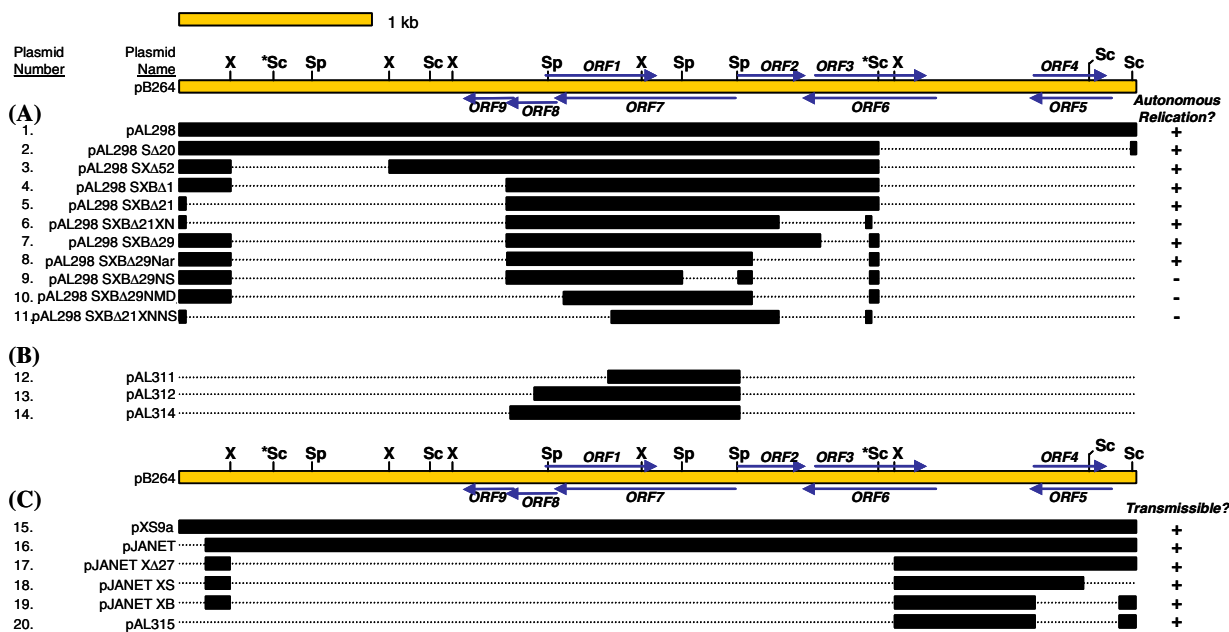 1 kb
Plasmid Number
Plasmid Name
X *Sc Sp X Sc X Sp ORF1 X Sp Sp ORF2 ORF3 *Sc X ORF4 Sc Sc
pB264
ORF9 ORF8 ORF7 ORF6 ORF5
(A)
Autonomous Relication?
1. pAL298 +
2. pAL298 SΔ20 +
3. pAL298 SXΔ52 +
4. pAL298 SXBΔ1 +
5. pAL298 SXBΔ21 +
6. pAL298 SXBΔ21XN +
7. pAL298 SXBΔ29 +
8. pAL298 SXBΔ29Nar +
9. pAL298 SXBΔ29NS -
10. pAL298 SXBΔ29NMD -
11. pAL298 SXBΔ21XNNS -
(B)
12. pAL311
13. pAL312
14. pAL314
X *Sc Sp X Sc X Sp ORF1 X Sp Sp ORF2 ORF3 *Sc X ORF4 Sc Sc
pB264
ORF9 ORF8 ORF7 ORF6 ORF5
(C)
Transmissible?
15. pXS9a +
16. pJANET +
17. pJANET XΔ27 +
18. pJANET XS +
19. pJANET XB +
20. pAL315 +